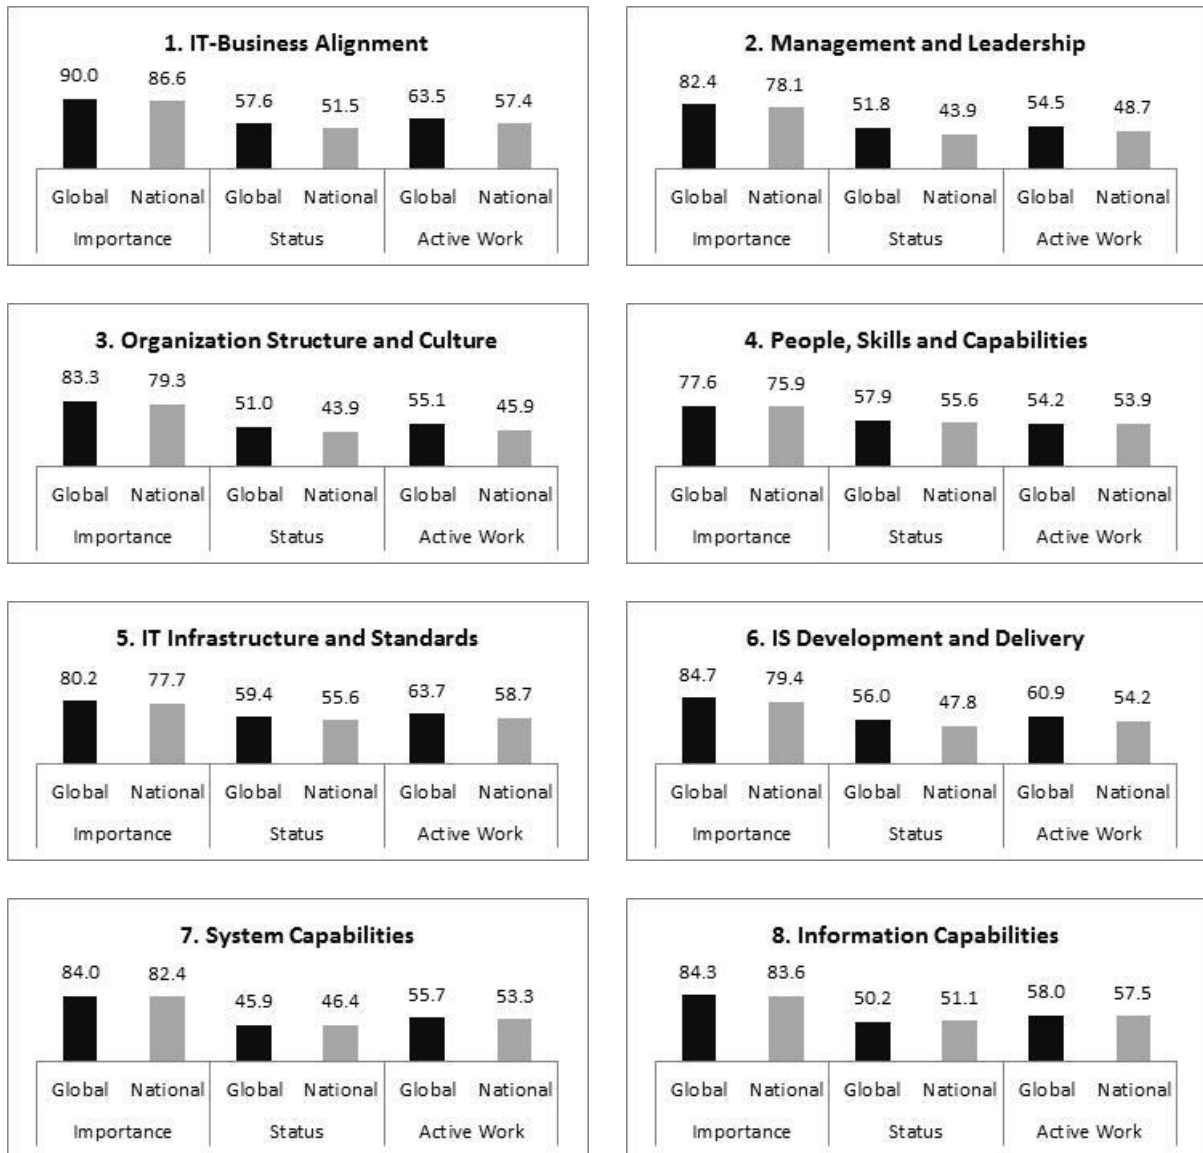 1. IT-Business Alignment
90.0 86.6 57.6 51.5 63.5 57.4
Global National Global National Global National
Importance Status Active Work
2. Management and Leadership
82.4 78.1 51.8 43.9 54.5 48.7
Global National Global National Global National
Importance Status Active Work
3. Organization Structure and Culture
83.3 79.3 51.0 43.9 55.1 45.9
Global National Global National Global National
Importance Status Active Work
4. People, Skills and Capabilities
77.6 75.9 57.9 55.6 54.2 53.9
Global National Global National Global National
Importance Status Active Work
5. IT Infrastructure and Standards
80.2 77.7 59.4 55.6 63.7 58.7
Global National Global National Global National
Importance Status Active Work
6. IS Development and Delivery
84.7 79.4 56.0 47.8 60.9 54.2
Global National Global National Global National
Importance Status Active Work
7. System Capabilities
84.0 82.4 45.9 46.4 55.7 53.3
Global National Global National Global National
Importance Status Active Work
8. Information Capabilities
84.3 83.6 50.2 51.1 58.0 57.5
Global National Global National Global National
Importance Status Active Work